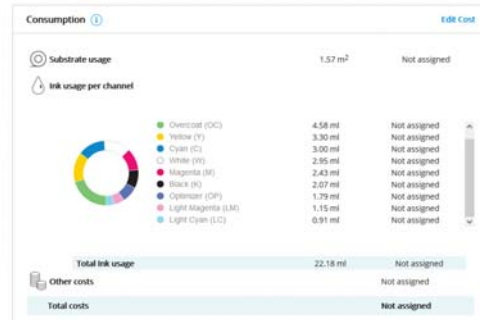 Consumption i Edit Cost
Substrate usage 1.57 m² Not assigned
Ink usage per channel
Overcoat (OC) 4.58 ml Not assigned
Yellow (Y) 3.30 ml Not assigned
Cyan (C) 3.00 ml Not assigned
White (W) 2.95 ml Not assigned
Magenta (M) 2.43 ml Not assigned
Black (K) 2.07 ml Not assigned
Optimizer (OP) 1.79 ml Not assigned
Light Magenta (LM) 1.15 ml Not assigned
Light Cyan (LC) 0.91 ml Not assigned
Total Ink usage 22.18 ml Not assigned
Other costs Not assigned
Total costs Not assigned